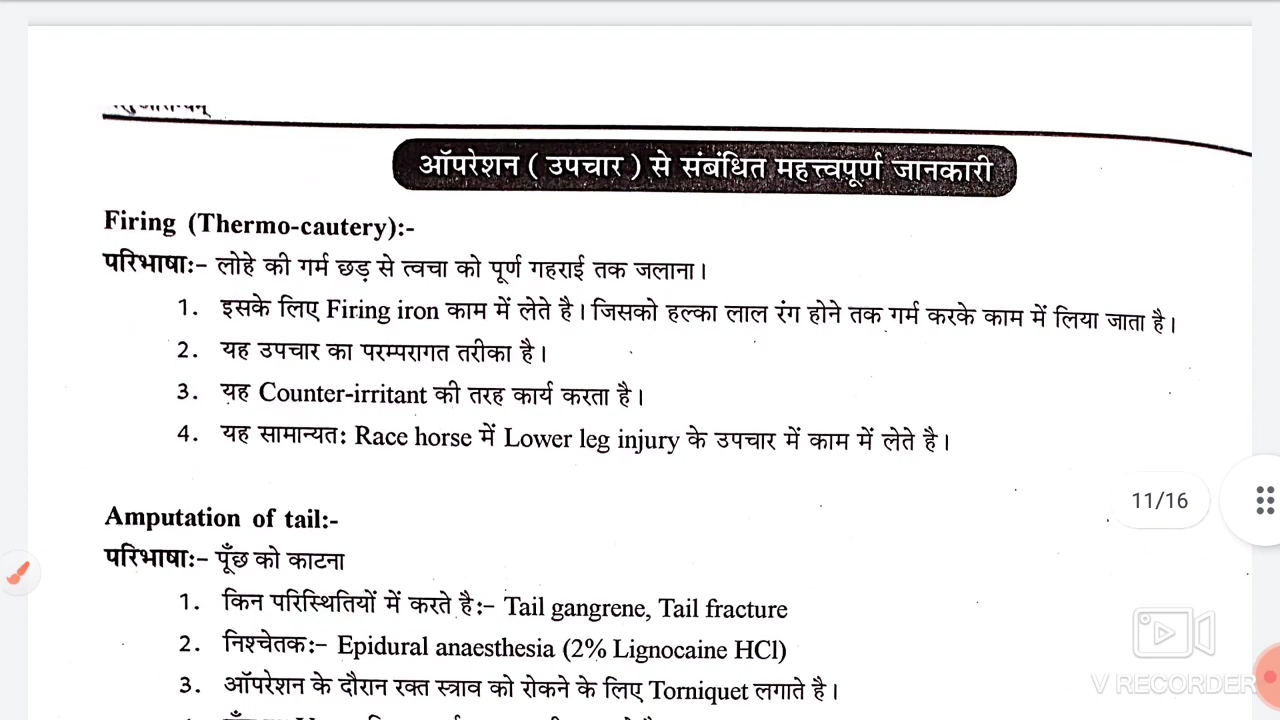 ऑपरेशन ( उपचार ) से संबंधित महत्त्वपूर्ण जानकारी
Firing (Thermo-cautery):-
परिभाषाः- लोहे की गर्म छड़ से त्वचा को पूर्ण गहराई तक जलाना।
1. इसके लिए Firing iron काम में लेते है। जिसको हल्का लाल रंग होने तक गर्म करके काम में लिया जाता है।
2. यह उपचार का परम्परागत तरीका है।
3. यह Counter-irritant की तरह कार्य करता है।
4. यह सामान्यतः Race horse में Lower leg injury के उपचार में काम में लेते है।
11/16
Amputation of tail:-
परिभाषाः- पूँछ को काटना
1. किन परिस्थितियों में करते हैः- Tail gangrene, Tail fracture
2. निश्चेतकः- Epidural anaesthesia (2% Lignocaine HCl)
3. ऑपरेशन के दौरान रक्त स्त्राव को रोकने के लिए Torniquet लगाते है।
V RECORDER